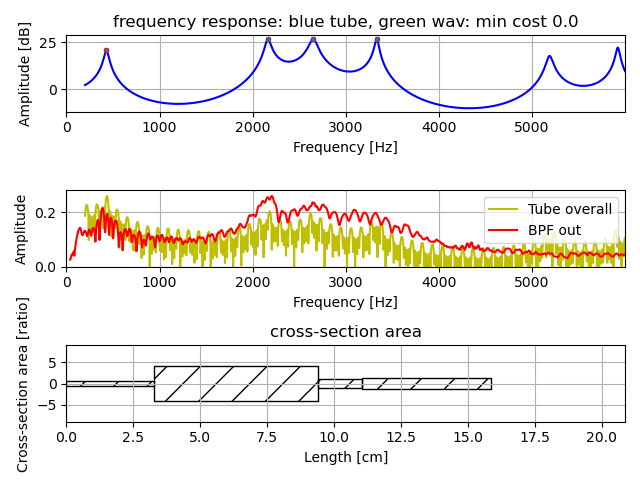 frequency response: blue tube, green wav: min cost 0.0
Amplitude [dB]
25
0
0 1000 2000 3000 4000 5000
Frequency [Hz]
Amplitude
0.2
0.0
Tube overall
BPF out
0 1000 2000 3000 4000 5000
Frequency [Hz]
cross-section area
Cross-section area [ratio]
5
0
−5
0.0 2.5 5.0 7.5 10.0 12.5 15.0 17.5 20.0
Length [cm]